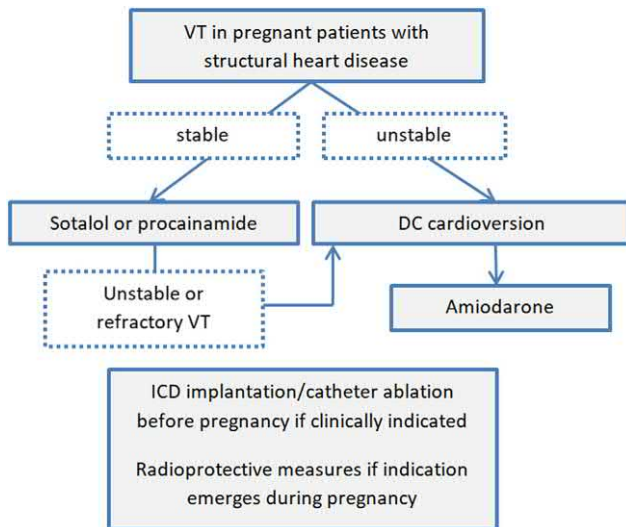 VT in pregnant patients with
structural heart disease
stable
unstable
Sotalol or procainamide
DC cardioversion
Unstable or
refractory VT
Amiodarone
ICD implantation/catheter ablation
before pregnancy if clinically indicated
Radioprotective measures if indication
emerges during pregnancy